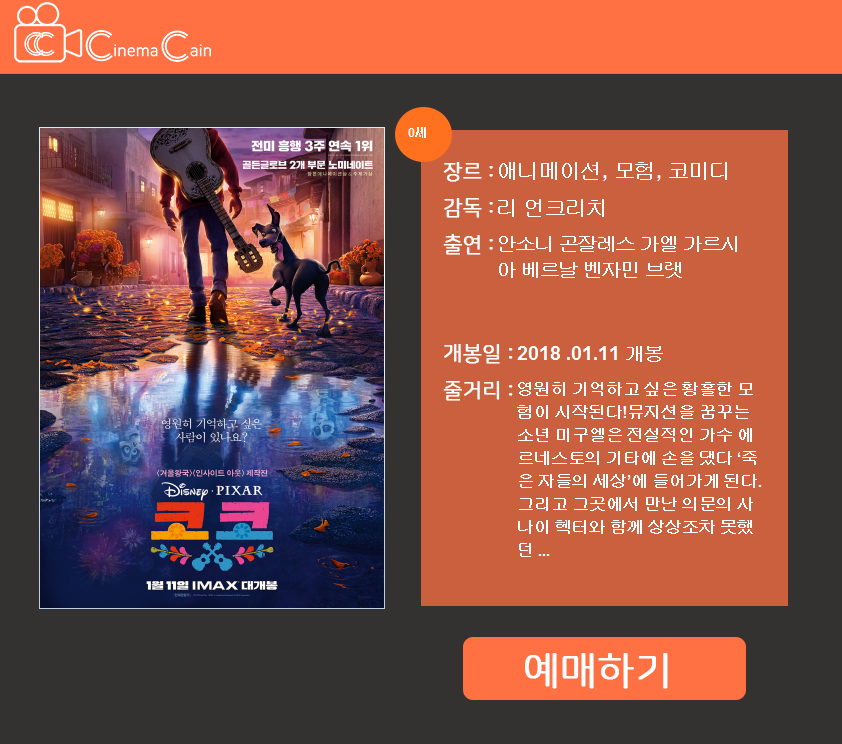 CC Cinema Cain
전미 흥행 3주 연속 1위
골든글로브 2개 부문 노미네이트
영원히 기억하고 싶은
사람이 있나요?
<겨울왕국><인사이드 아웃> 제작진
Disney · PIXAR
코코
1월 11일 IMAX 대개봉
0세
장르 : 애니메이션, 모험, 코미디
감독 : 리 언크리치
출연 : 안소니 곤잘레스 가엘 가르시
아 베르날 벤자민 브랫
개봉일 : 2018 .01.11 개봉
줄거리 : 영원히 기억하고 싶은 황홀한 모
험이 시작된다!뮤지션을 꿈꾸는
소년 미구엘은 전설적인 가수 에
르네스토의 기타에 손을 댔다 ‘죽
은 자들의 세상’에 들어가게 된다.
그리고 그곳에서 만난 의문의 사
나이 헥터와 함께 상상조차 못했
던 ...
예매하기